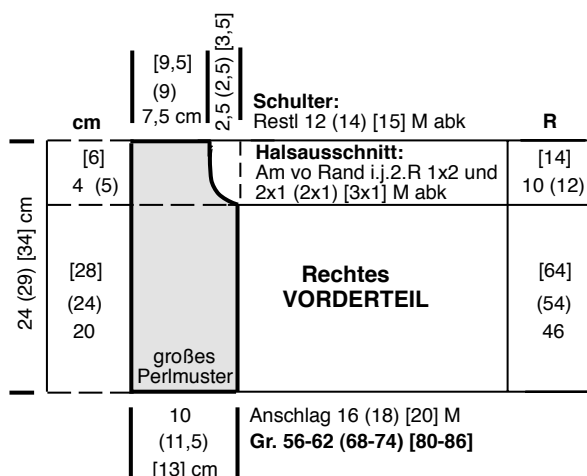 [9,5]
(9)
7,5 cm
2,5 (2,5) [3,5]
Schulter:
Restl 12 (14) [15] M abk
cm
R
[6]
4 (5)
Halsausschnitt:
Am vo Rand i.j.2.R 1x2 und
2x1 (2x1) [3x1] M abk
[14]
10 (12)
24 (29) [34] cm
[28]
(24)
20
Rechtes
VORDERTEIL
[64]
(54)
46
großes
Perlmuster
10
(11,5)
[13] cm
Anschlag 16 (18) [20] M
Gr. 56-62 (68-74) [80-86]